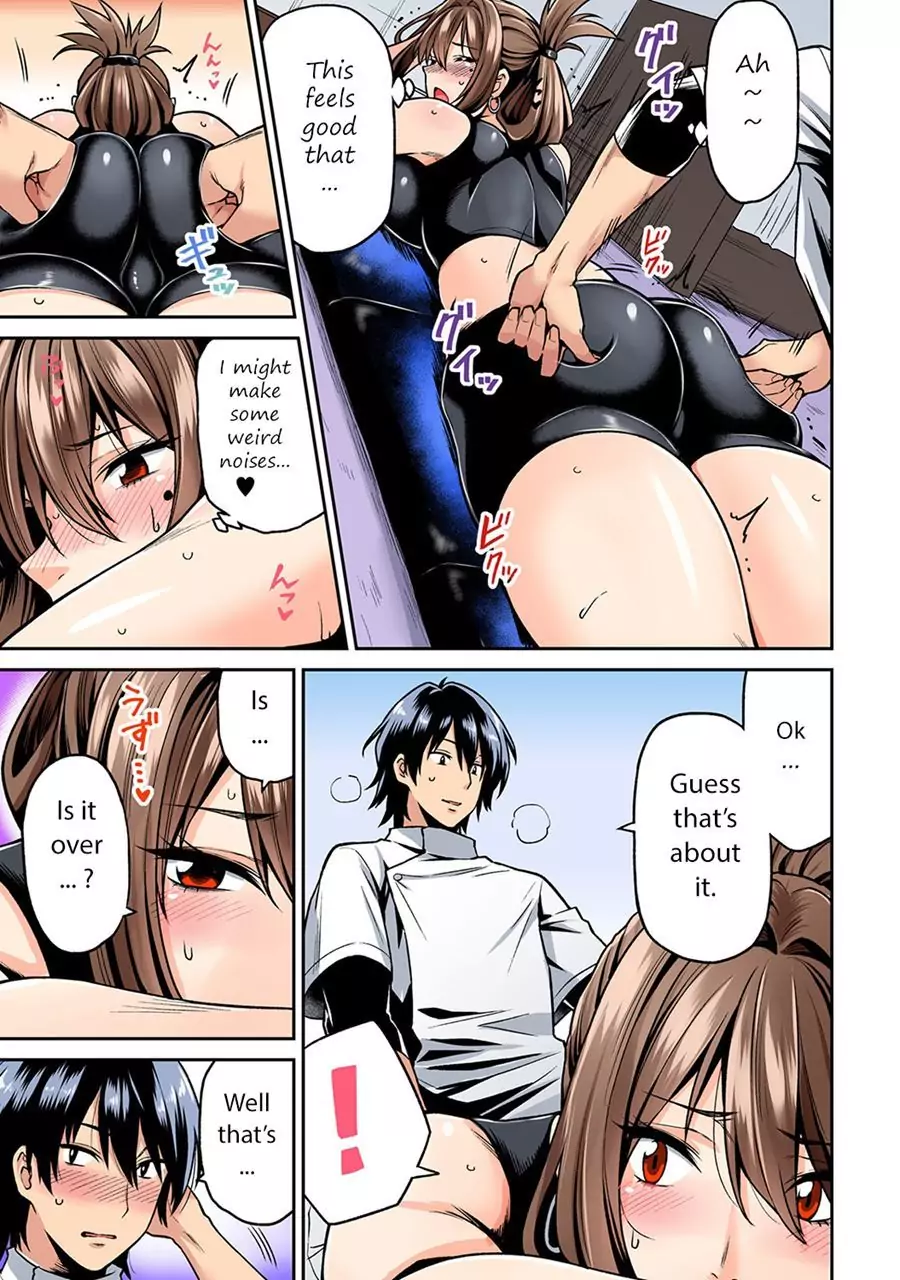 Ah
~
~
グイッ
This
feels
good
that
...
ビクッ
グイッ
ビクッ
んっ
ギュッ
I might
make
some
weird
noises...
♥
んっ
Ok
...
Guess
that's
about
it.
!
Is
...
うず…
Is it
over
... ?
Well
that's
...